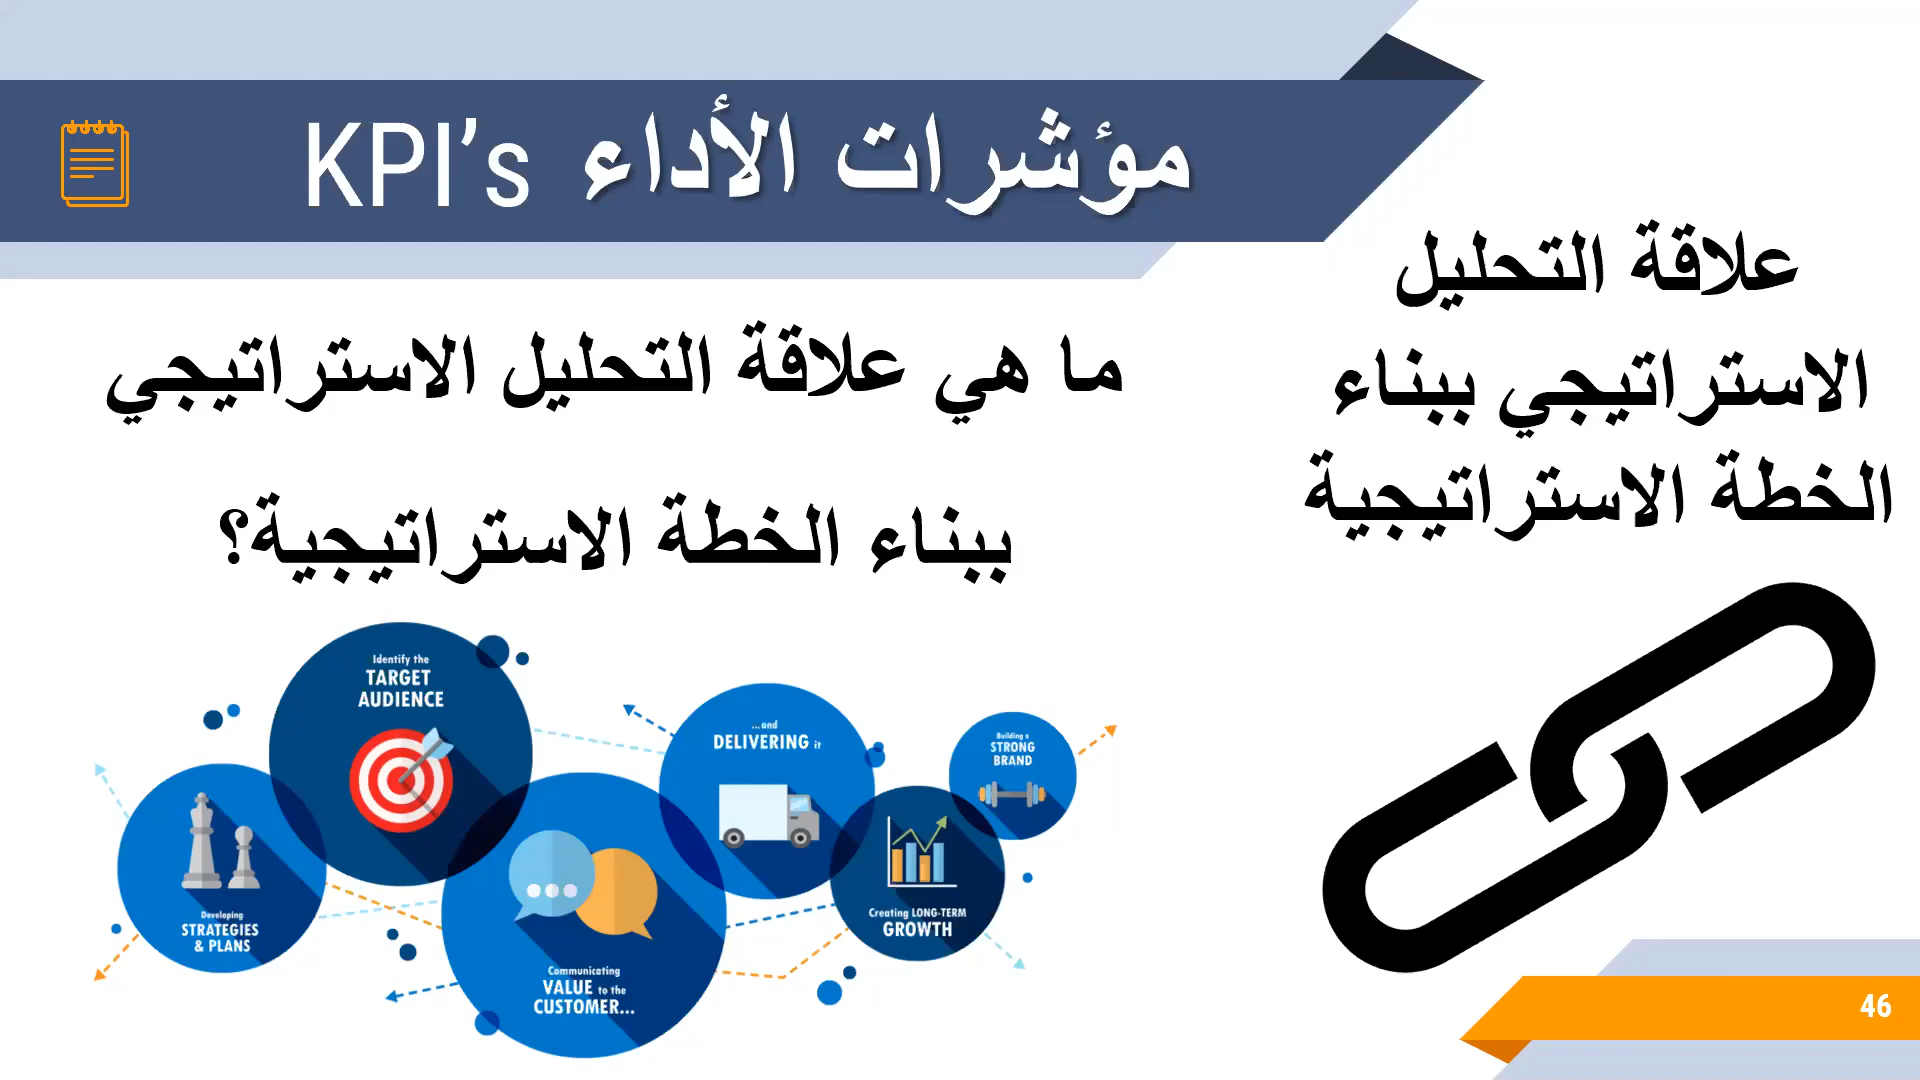 مؤشرات الأداء KPI’s
علاقة التحليل
الاستراتيجي ببناء
الخطة الاستراتيجية
ما هي علاقة التحليل الاستراتيجي
ببناء الخطة الاستراتيجية؟
Developing
STRATEGIES
& PLANS
Identify the
TARGET
AUDIENCE
Communicating
VALUE to the
CUSTOMER...
...and
DELIVERING it
Creating LONG-TERM
GROWTH
Building a
STRONG
BRAND
46